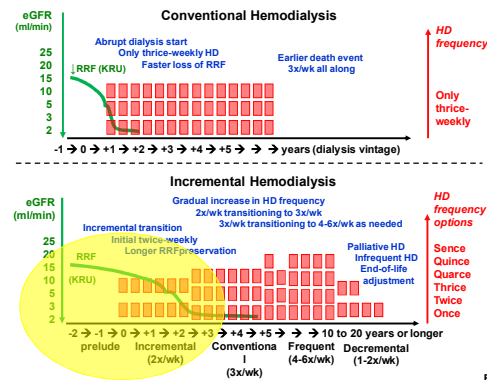 Conventional Hemodialysis
eGFR
(ml/min)
HD
frequency
Abrupt dialysis start
Only thrice-weekly HD
Faster loss of RRF
Earlier death event
3x/wk all along
↓RRF (KRU)
25
20
15
10
5
3
2
Only
thrice-
weekly
-1 → 0 → +1 → +2 → +3 → +4 → +5 → → → years (dialysis vintage)
Incremental Hemodialysis
eGFR
(ml/min)
Gradual increase in HD frequency
2x/wk transitioning to 3x/wk
3x/wk transitioning to 4-6x/wk as needed
HD
frequency
options
Incremental transition
Initial twice-weekly
Longer RRF preservation
Palliative HD
Infrequent HD
End-of-life
adjustment
RRF
(KRU)
25
20
15
10
5
3
2
Sence
Quince
Quarce
Thrice
Twice
Once
-2 → -1 → 0 → +1 → +2 → +3 → +4 → +5 → → → 10 to 20 years or longer
prelude
Incremental
(2x/wk)
Conventiona
l
(3x/wk)
Frequent
(4-6x/wk)
Decremental
(1-2x/wk)